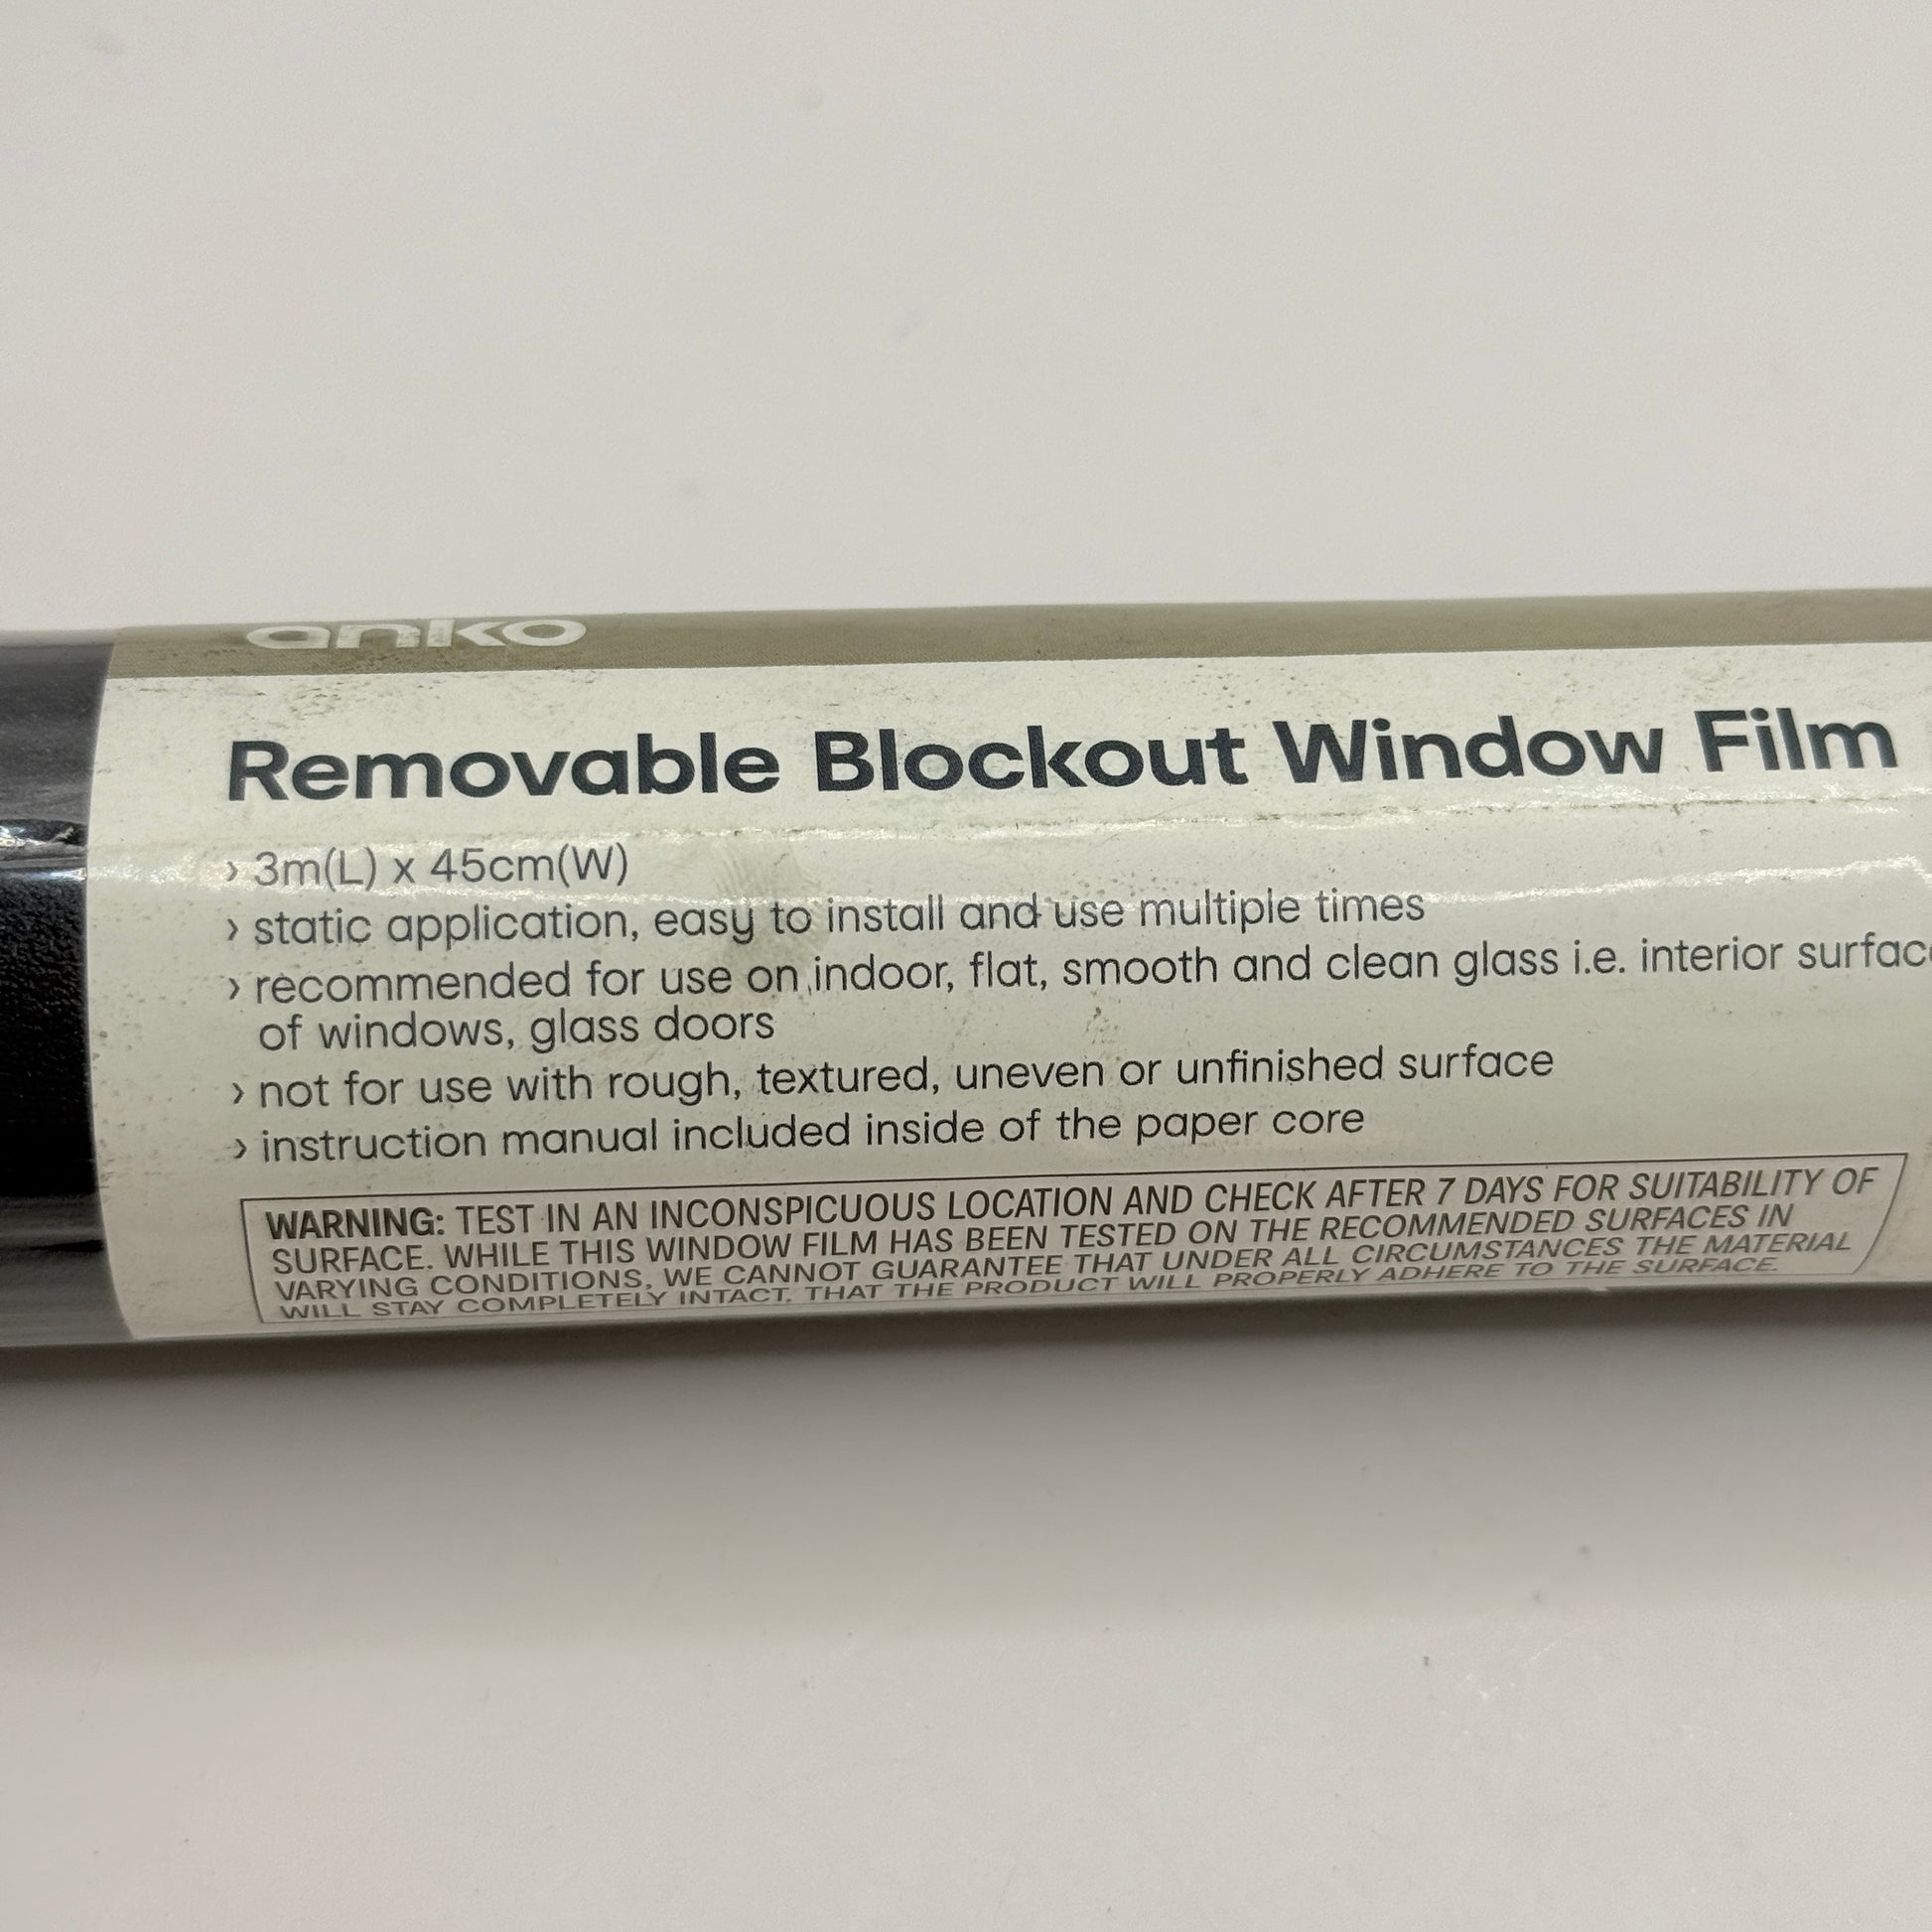 anko
Removable Blockout Window Film
› 3m(L) x 45cm(W)
› static application, easy to install and use multiple times
› recommended for use on indoor, flat, smooth and clean glass i.e. interior
of windows, glass doors
› not for use with rough, textured, uneven or unfinished surface
› instruction manual included inside of the paper core
WARNING: TEST IN AN INCONSPICUOUS LOCATION AND CHECK AFTER 7 DAYS FOR SUITABILITY OF
SURFACE. WHILE THIS WINDOW FILM HAS BEEN TESTED ON THE RECOMMENDED SURFACES IN
VARYING CONDITIONS, WE CANNOT GUARANTEE THAT UNDER ALL CIRCUMSTANCES THE MATERIAL
WILL STAY COMPLETELY INTACT, THAT THE PRODUCT WILL PROPERLY ADHERE TO THE SURFACE.